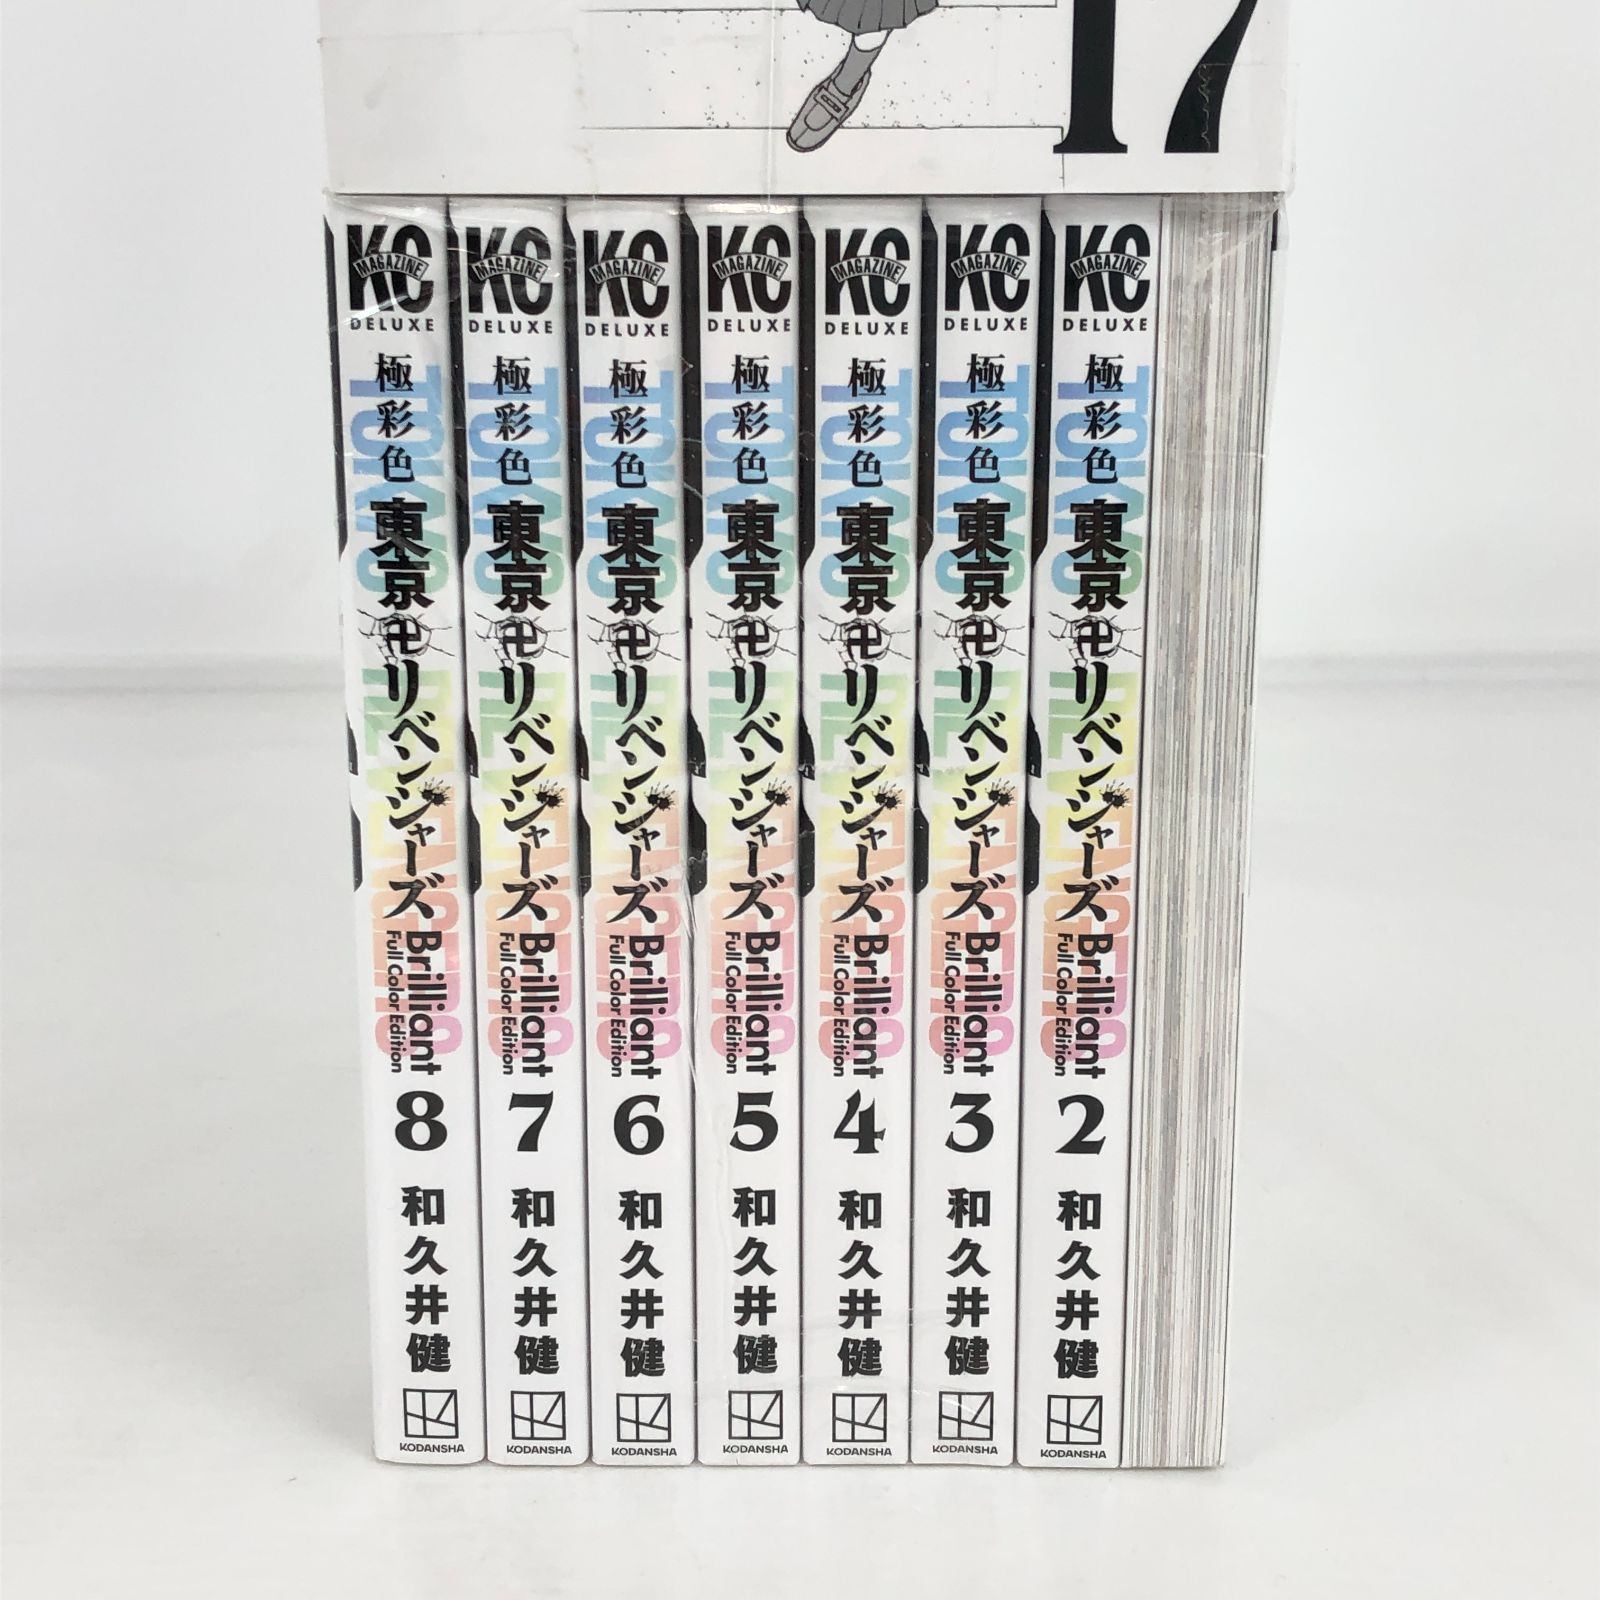 17
KC
MAGAZINE
DELUXE
極彩色
東京卍リベンジャーズ
TOKYO REVENGERS
Brilliant
Full Color Edition
8
和久井健
KODANSHA
KC
MAGAZINE
DELUXE
極彩色
東京卍リベンジャーズ
TOKYO REVENGERS
Brilliant
Full Color Edition
7
和久井健
KODANSHA
KC
MAGAZINE
DELUXE
極彩色
東京卍リベンジャーズ
TOKYO REVENGERS
Brilliant
Full Color Edition
6
和久井健
KODANSHA
KC
MAGAZINE
DELUXE
極彩色
東京卍リベンジャーズ
TOKYO REVENGERS
Brilliant
Full Color Edition
5
和久井健
KODANSHA
KC
MAGAZINE
DELUXE
極彩色
東京卍リベンジャーズ
TOKYO REVENGERS
Brilliant
Full Color Edition
4
和久井健
KODANSHA
KC
MAGAZINE
DELUXE
極彩色
東京卍リベンジャーズ
TOKYO REVENGERS
Brilliant
Full Color Edition
3
和久井健
KODANSHA
KC
MAGAZINE
DELUXE
極彩色
東京卍リベンジャーズ
TOKYO REVENGERS
Brilliant
Full Color Edition
2
和久井健
KODANSHA